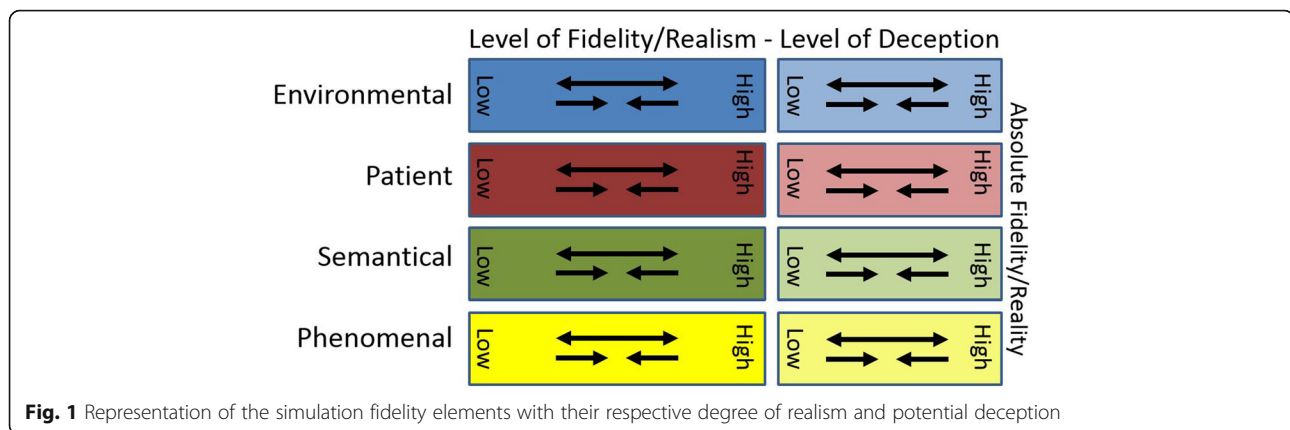 Level of Fidelity/Realism - Level of Deception
Environmental
Low
High
Low
High
Patient
Low
High
Low
High
Semantical
Low
High
Low
High
Phenomenal
Low
High
Low
High
Absolute Fidelity/Reality
Fig. 1 Representation of the simulation fidelity elements with their respective degree of realism and potential deception